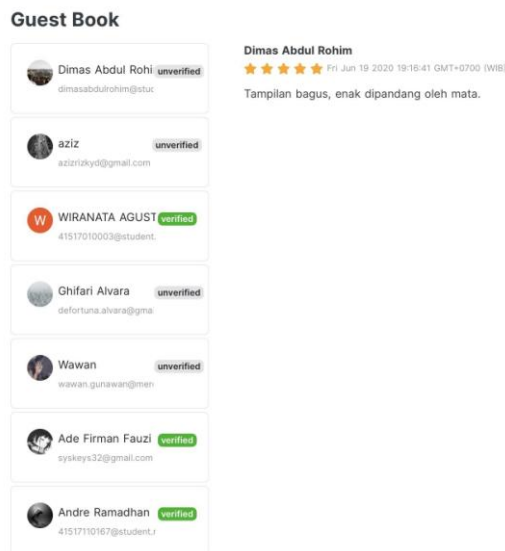 Guest Book
Dimas Abdul Rohi unverified
dimasabdulrohim@stuc
aziz unverified
azizrizkyd@gmail.com
W WIRANATA AGUST verified
41517010003@student.
Ghifari Alvara unverified
defortuna.alvara@gma
Wawan unverified
wawan.gunawan@mer
Ade Firman Fauzi verified
syskeys32@gmail.com
Andre Ramadhan verified
41517110167@student.r
Dimas Abdul Rohim
Fri Jun 19 2020 19:16:41 GMT+0700 (WIB)
Tampilan bagus, enak dipandang oleh mata.